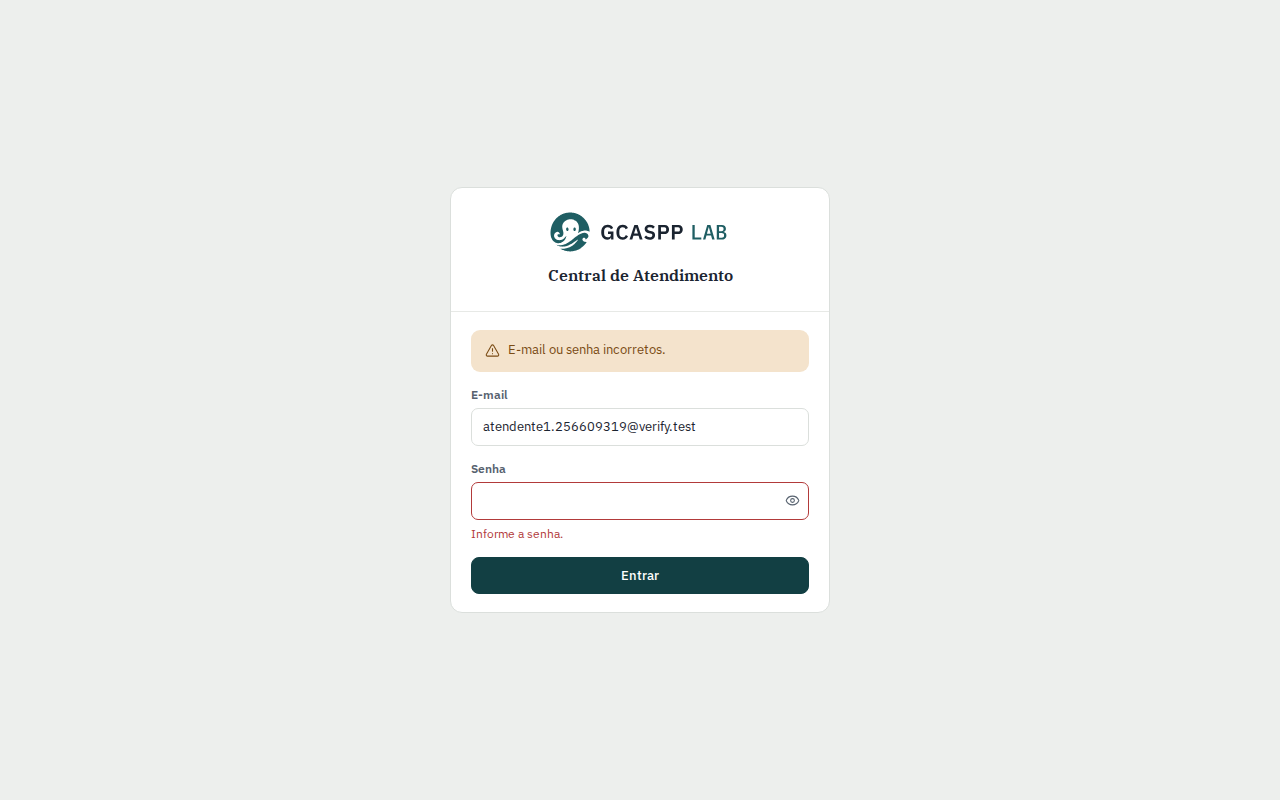 GCASPP LAB
Central de Atendimento
E-mail ou senha incorretos.
E-mail
atendente1.256609319@verify.test
Senha
Informe a senha.
Entrar